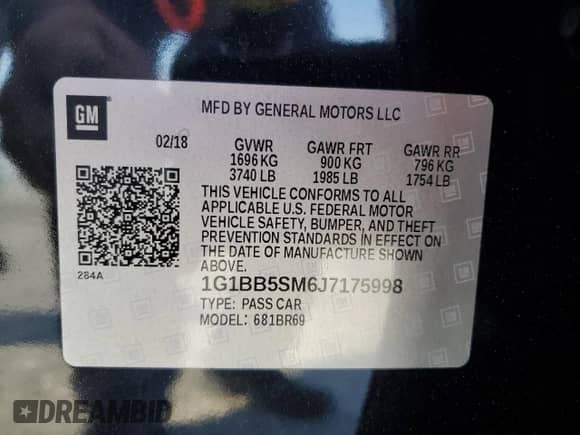 GM
MFD BY GENERAL MOTORS LLC
02/18 GVWR GAWR FRT GAWR RR
1696 KG 900 KG 796 KG
3740 LB 1985 LB 1754 LB
THIS VEHICLE CONFORMS TO ALL
APPLICABLE U.S. FEDERAL MOTOR
VEHICLE SAFETY, BUMPER, AND THEFT
PREVENTION STANDARDS IN EFFECT ON
THE DATE OF MANUFACTURE SHOWN
ABOVE.
284A
1G1BB5SM6J7175998
TYPE: PASS CAR
MODEL: 681BR69
DREAMBID